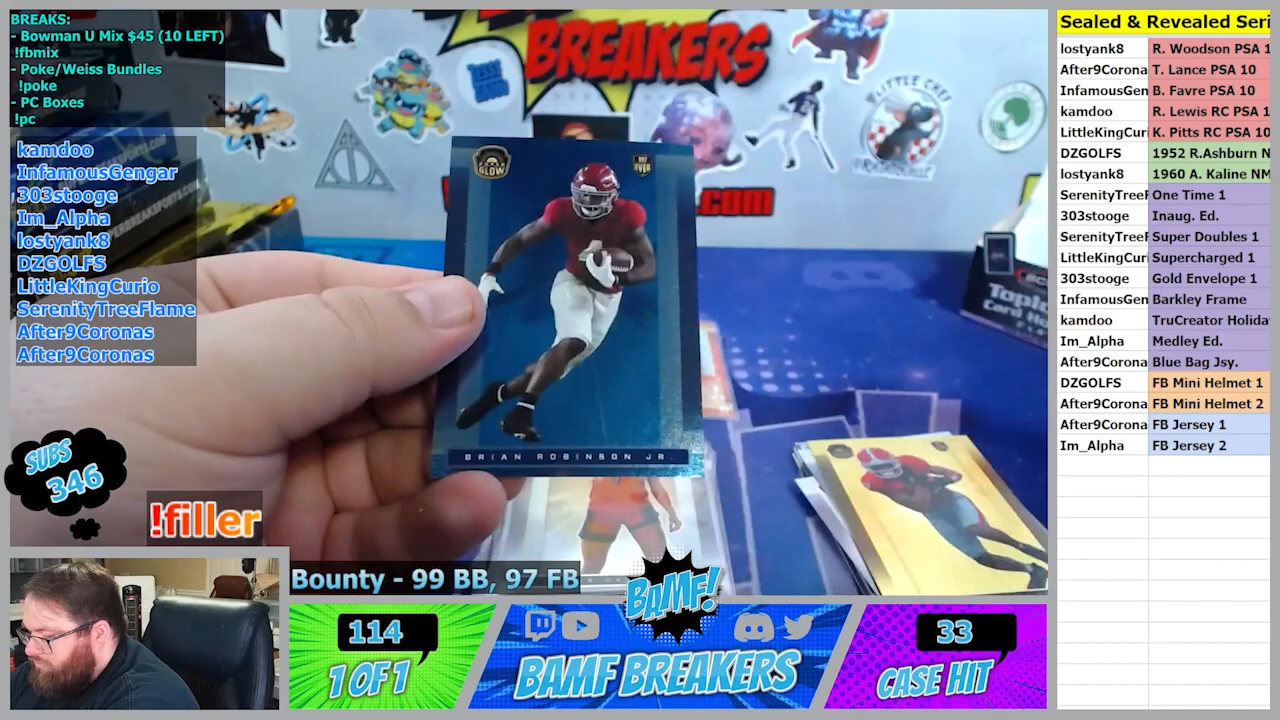 BREAKS:
- Bowman U Mix $45 (10 LEFT)
!fbmix
- Poke/Weiss Bundles
!poke
- PC Boxes
!pc
kamdoo
InfamousGengar
303stooge
Im_Alpha
lostyank8
DZGOLFS
LittleKingCurio
SerenityTreeFlame
After9Coronas
After9Coronas
SUBS
346
!filler
BREAKERS
LITTLE CHEF
.com
GLOW
BRIAN ROBINSON JR.
Bounty - 99 BB, 97 FB
BAMF!
114
1 OF 1
BAMF BREAKERS
33
CASE HIT
Sealed & Revealed Seri
lostyank8 R. Woodson PSA 1
After9Corona T. Lance PSA 10
InfamousGen B. Favre PSA 10
kamdoo R. Lewis RC PSA 1
LittleKingCuri K. Pitts RC PSA 10
DZGOLFS 1952 R.Ashburn N
lostyank8 1960 A. Kaline NM
SerenityTreeF One Time 1
303stooge Inaug. Ed.
SerenityTreeF Super Doubles 1
LittleKingCuri Supercharged 1
303stooge Gold Envelope 1
InfamousGen Barkley Frame
kamdoo TruCreator Holida
Im_Alpha Medley Ed.
After9Corona Blue Bag Jsy.
DZGOLFS FB Mini Helmet 1
After9Corona FB Mini Helmet 2
After9Corona FB Jersey 1
Im_Alpha FB Jersey 2